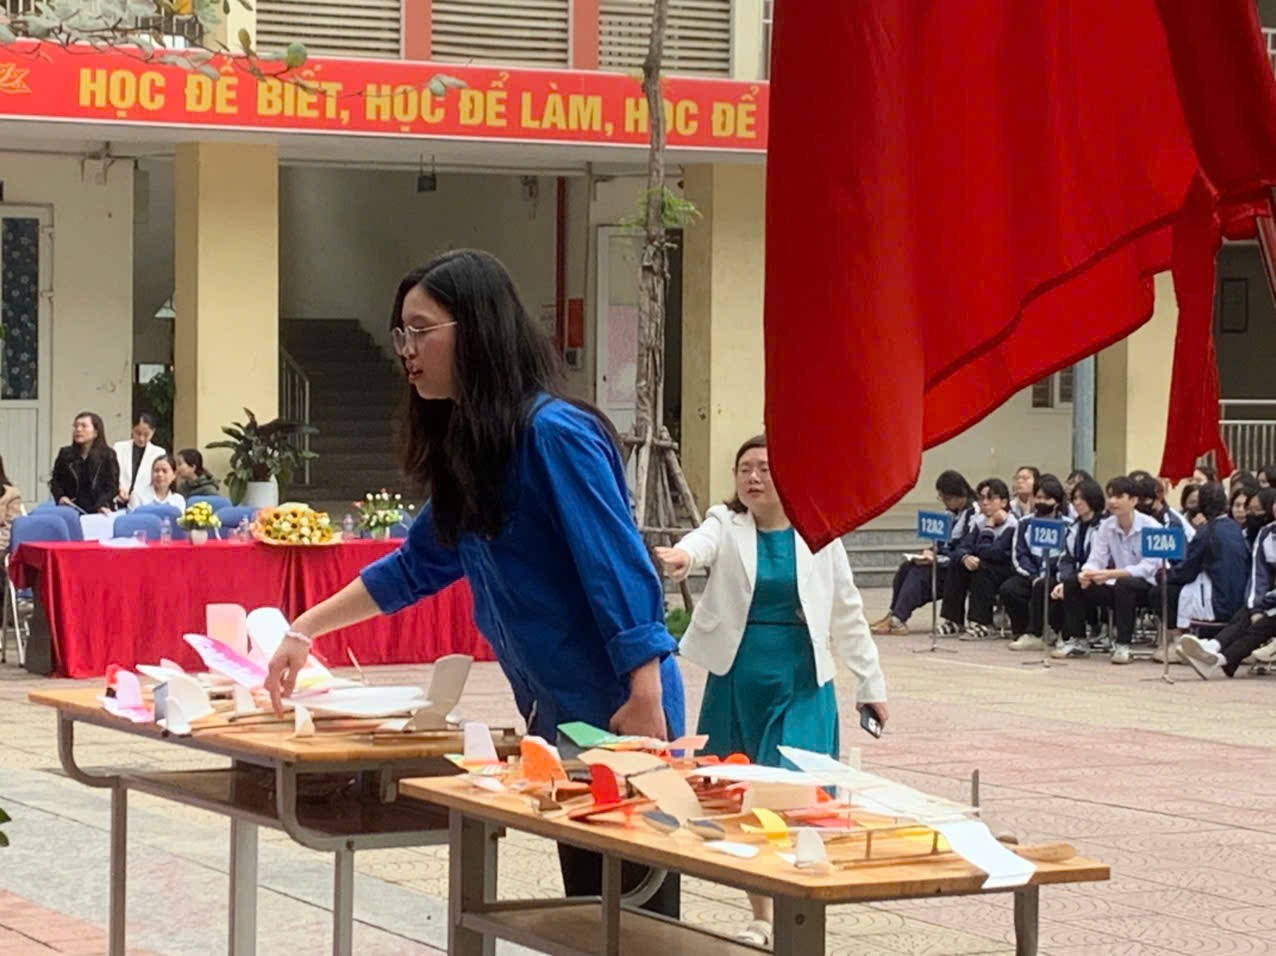 HỌC ĐỂ BIẾT, HỌC ĐỂ LÀM, HỌC ĐỂ
12A2
12A3
12A4